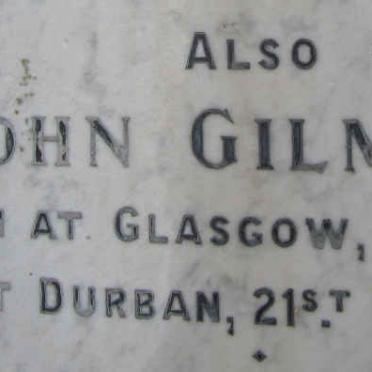 ALSO
OHN GILM
AT GLASGOW,
T DURBAN, 21ST